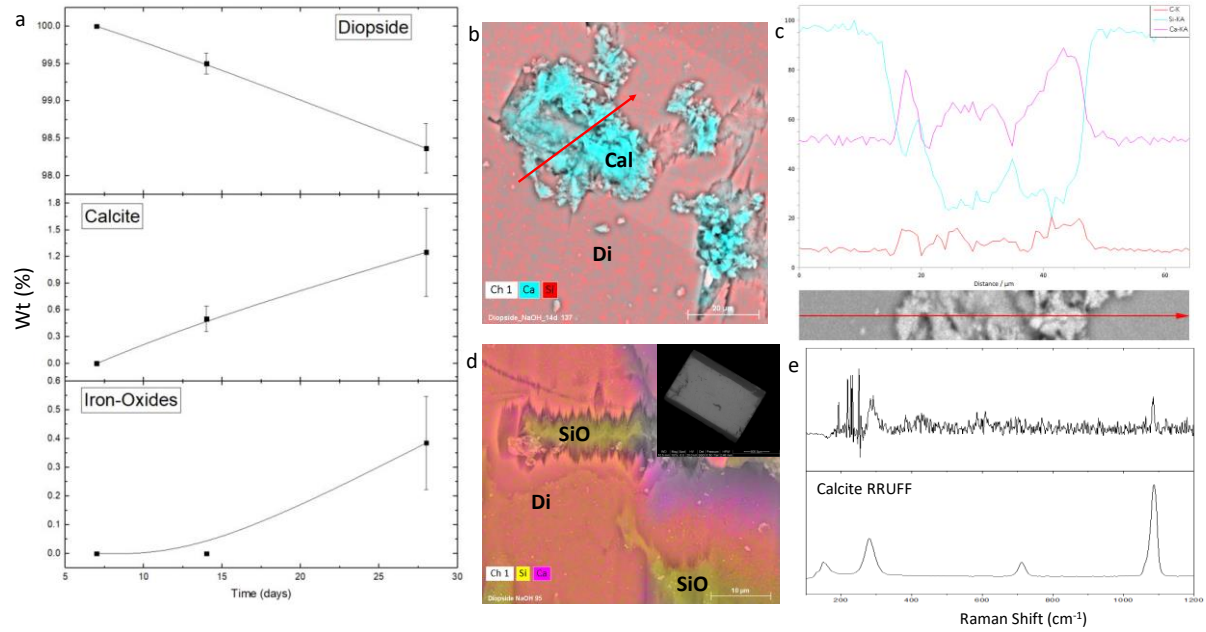 a
Diopside
100.0
99.5
99.0
98.5
98.0
Calcite
1.8
1.5
1.2
0.9
0.6
0.3
0.0
Wt (%)
Iron-Oxides
0.6
0.5
0.4
0.3
0.2
0.1
0.0
5 10 15 20 25 30
Time (days)
b
Cal
Di
Ch 1 Ca Si
Diopside_NaOH_14d 137
c
C-K
Si-KA
Ca-KA
100
80
60
40
20
0
0 20 40 60
Distance / µm
d
SiO
Di
SiO
Ch 1 Si Ca
Diopside NaOH 95
10 µm
e
Calcite RRUFF
200 400 600 800 1000 1200
Raman Shift (cm⁻¹)